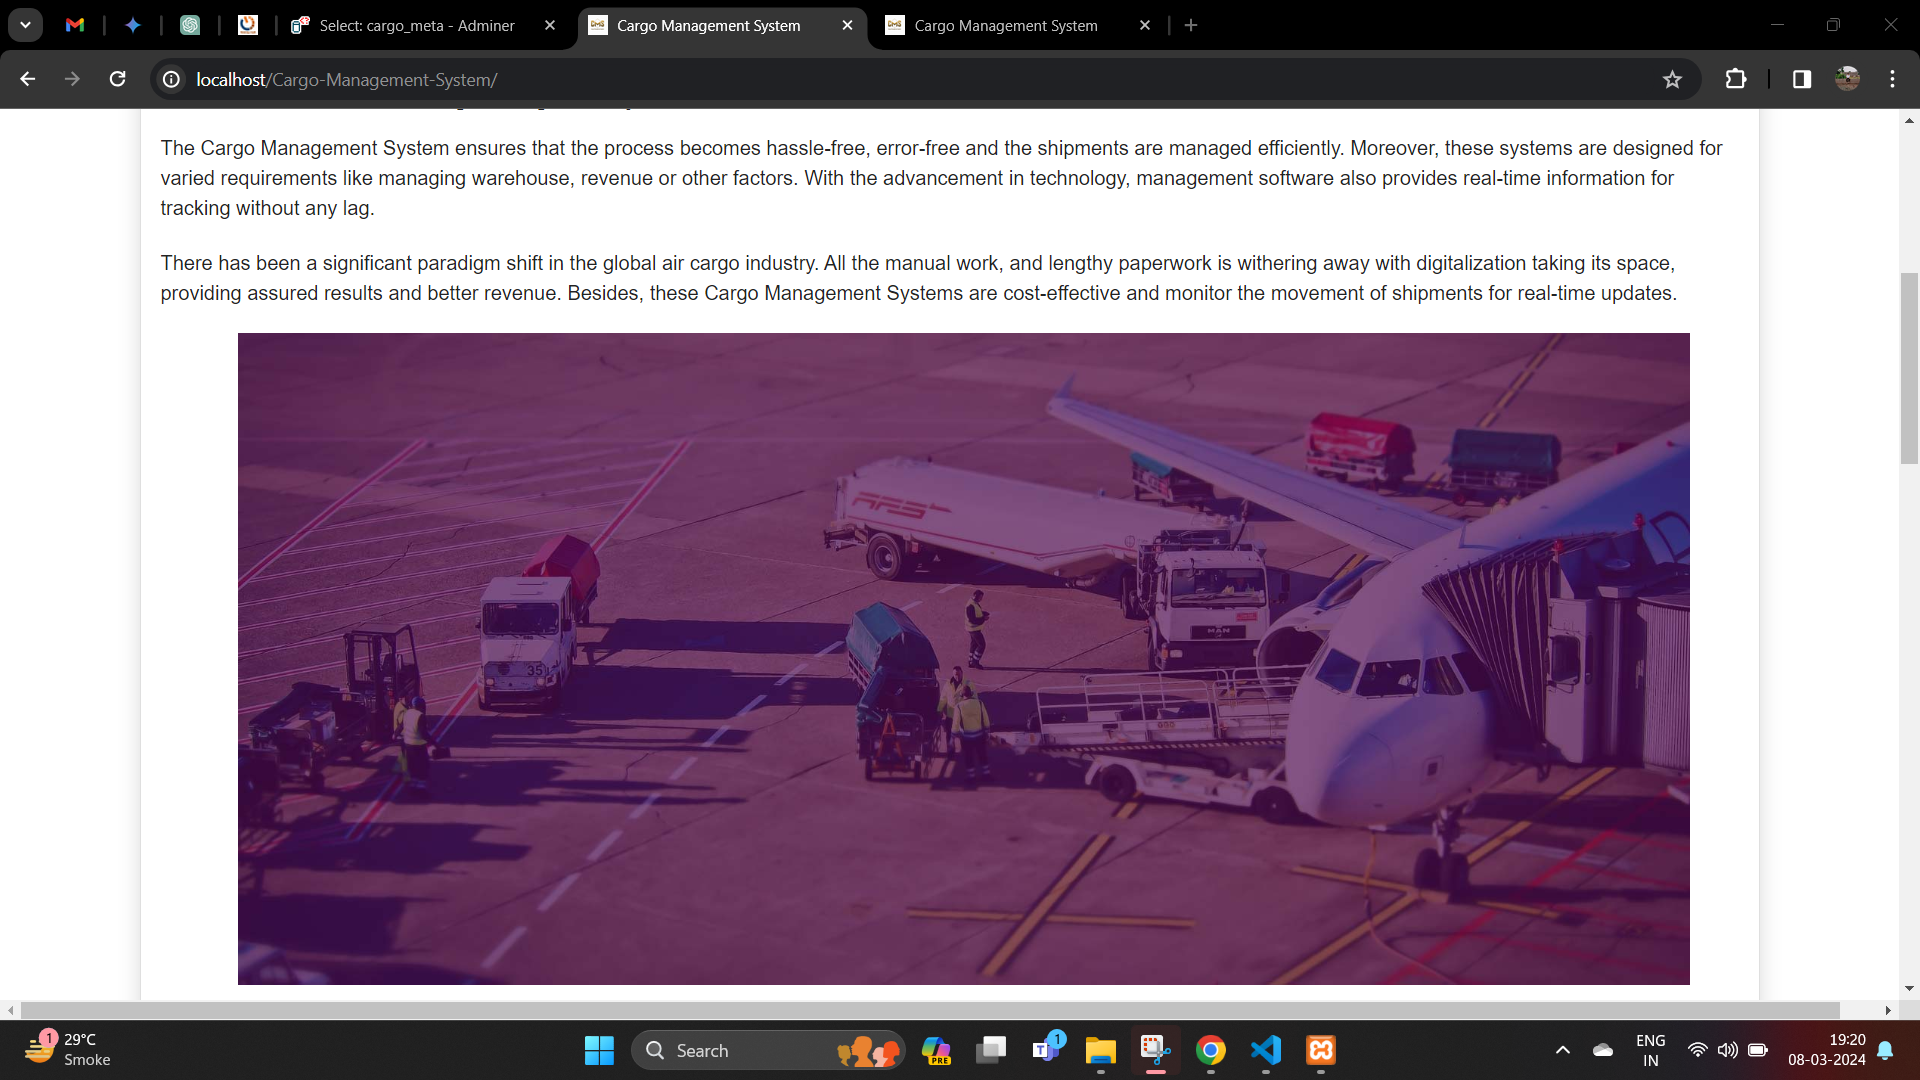 Select: cargo_meta - Adminer
Cargo Management System
Cargo Management System
localhost/Cargo-Management-System/
The Cargo Management System ensures that the process becomes hassle-free, error-free and the shipments are managed efficiently. Moreover, these systems are designed for
varied requirements like managing warehouse, revenue or other factors. With the advancement in technology, management software also provides real-time information for
tracking without any lag.
There has been a significant paradigm shift in the global air cargo industry. All the manual work, and lengthy paperwork is withering away with digitalization taking its space,
providing assured results and better revenue. Besides, these Cargo Management Systems are cost-effective and monitor the movement of shipments for real-time updates.
AFS
MAN
35
1
29°C
Smoke
Search
PRE
1
ENG
IN
19:20
08-03-2024